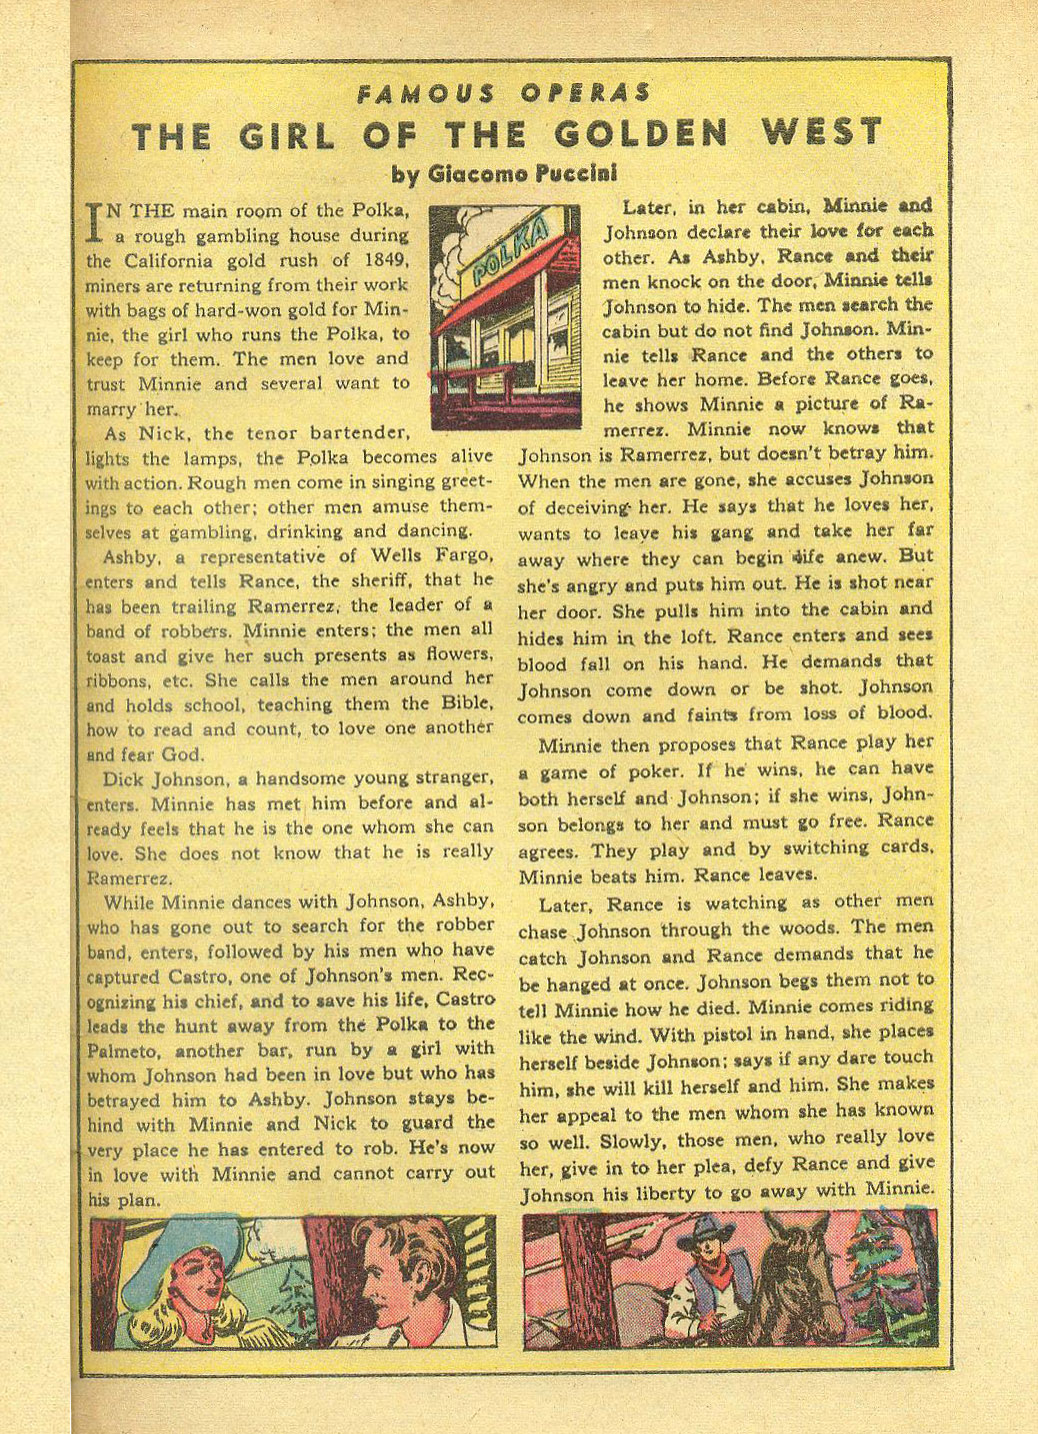 FAMOUS OPERAS
THE GIRL OF THE GOLDEN WEST
by Giacomo Puccini
IN THE main room of the Polka,
a rough gambling house during
the California gold rush of 1849,
miners are returning from their work
with bags of hard-won gold for Min-
nie, the girl who runs the Polka, to
keep for them. The men love and
trust Minnie and several want to
marry her.
As Nick, the tenor bartender,
lights the lamps, the Polka becomes alive
with action. Rough men come in singing greet-
ings to each other; other men amuse them-
selves at gambling, drinking and dancing.
Ashby, a representative of Wells Fargo,
enters and tells Rance, the sheriff, that he
has been trailing Ramerrez, the leader of a
band of robbers. Minnie enters; the men all
toast and give her such presents as flowers,
ribbons, etc. She calls the men around her
and holds school, teaching them the Bible,
how to read and count, to love one another
and fear God.
Dick Johnson, a handsome young stranger,
enters. Minnie has met him before and al-
ready feels that he is the one whom she can
love. She does not know that he is really
Ramerrez.
While Minnie dances with Johnson, Ashby,
who has gone out to search for the robber
band, enters, followed by his men who have
captured Castro, one of Johnson's men. Rec-
ognizing his chief, and to save his life, Castro
leads the hunt away from the Polka to the
Palmeto, another bar, run by a girl with
whom Johnson had been in love but who has
betrayed him to Ashby. Johnson stays be-
hind with Minnie and Nick to guard the
very place he has entered to rob. He's now
in love with Minnie and cannot carry out
his plan.
POLKA
Later, in her cabin, Minnie and
Johnson declare their love for each
other. As Ashby, Rance and their
men knock on the door, Minnie tells
Johnson to hide. The men search the
cabin but do not find Johnson. Min-
nie tells Rance and the others to
leave her home. Before Rance goes,
he shows Minnie a picture of Ra-
merrez. Minnie now knows that
Johnson is Ramerrez, but doesn't betray him.
When the men are gone, she accuses Johnson
of deceiving her. He says that he loves her,
wants to leave his gang and take her far
away where they can begin life anew. But
she's angry and puts him out. He is shot near
her door. She pulls him into the cabin and
hides him in the loft. Rance enters and sees
blood fall on his hand. He demands that
Johnson come down or be shot. Johnson
comes down and faints from loss of blood.
Minnie then proposes that Rance play her
a game of poker. If he wins, he can have
both herself and Johnson; if she wins, John-
son belongs to her and must go free. Rance
agrees. They play and by switching cards,
Minnie beats him. Rance leaves.
Later, Rance is watching as other men
chase Johnson through the woods. The men
catch Johnson and Rance demands that he
be hanged at once. Johnson begs them not to
tell Minnie how he died. Minnie comes riding
like the wind. With pistol in hand, she places
herself beside Johnson; says if any dare touch
him, she will kill herself and him. She makes
her appeal to the men whom she has known
so well. Slowly, those men, who really love
her, give in to her plea, defy Rance and give
Johnson his liberty to go away with Minnie.